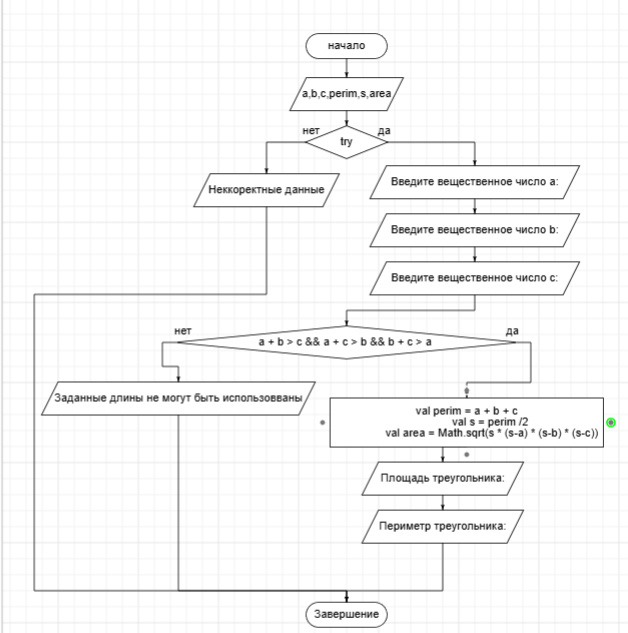 начало
a,b,c,perim,s,area
нет
да
try
Неккоректные данные
Введите вещественное число a:
Введите вещественное число b:
Введите вещественное число c:
нет
да
a + b > c && a + c > b && b + c > a
Заданные длины не могут быть использовваны
val perim = a + b + c
val s = perim /2
val area = Math.sqrt(s * (s-a) * (s-b) * (s-c))
Площадь треугольника:
Периметр треугольника:
Завершение